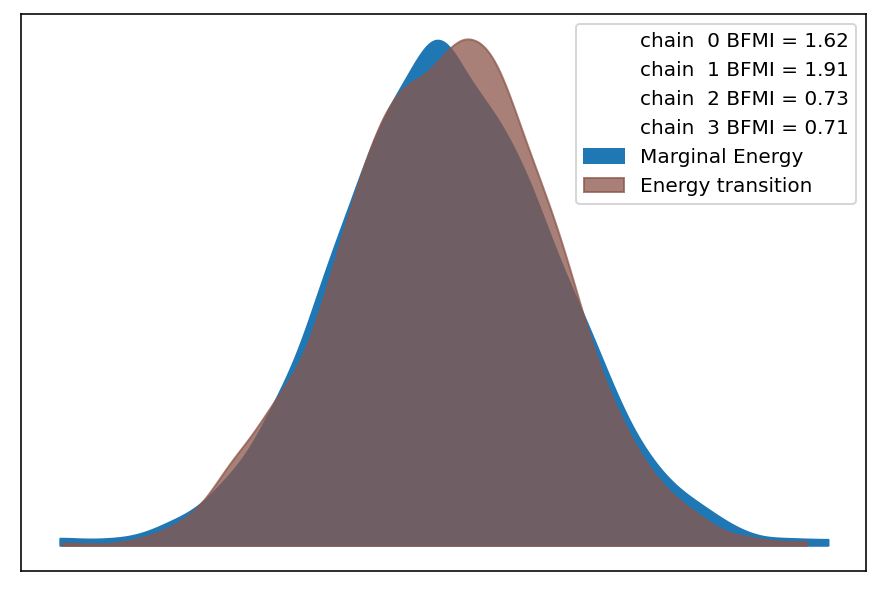 chain  0 BFMI = 1.62
chain  1 BFMI = 1.91
chain  2 BFMI = 0.73
chain  3 BFMI = 0.71
Marginal Energy
Energy transition